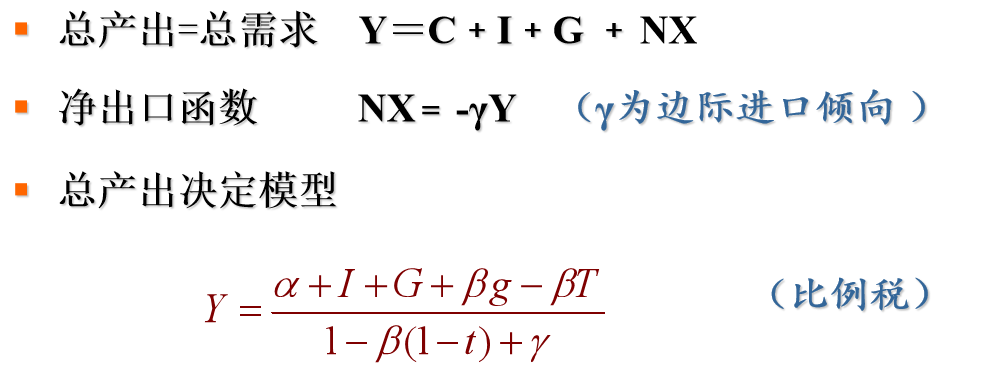 ▪ 总产出=总需求 Y＝C + I + G + NX
▪ 净出口函数 NX= -γY （γ为边际进口倾向 ）
▪ 总产出决定模型
Y = \frac{α + I + G + βg − βT}{1 − β(1 − t) + γ} （比例税）